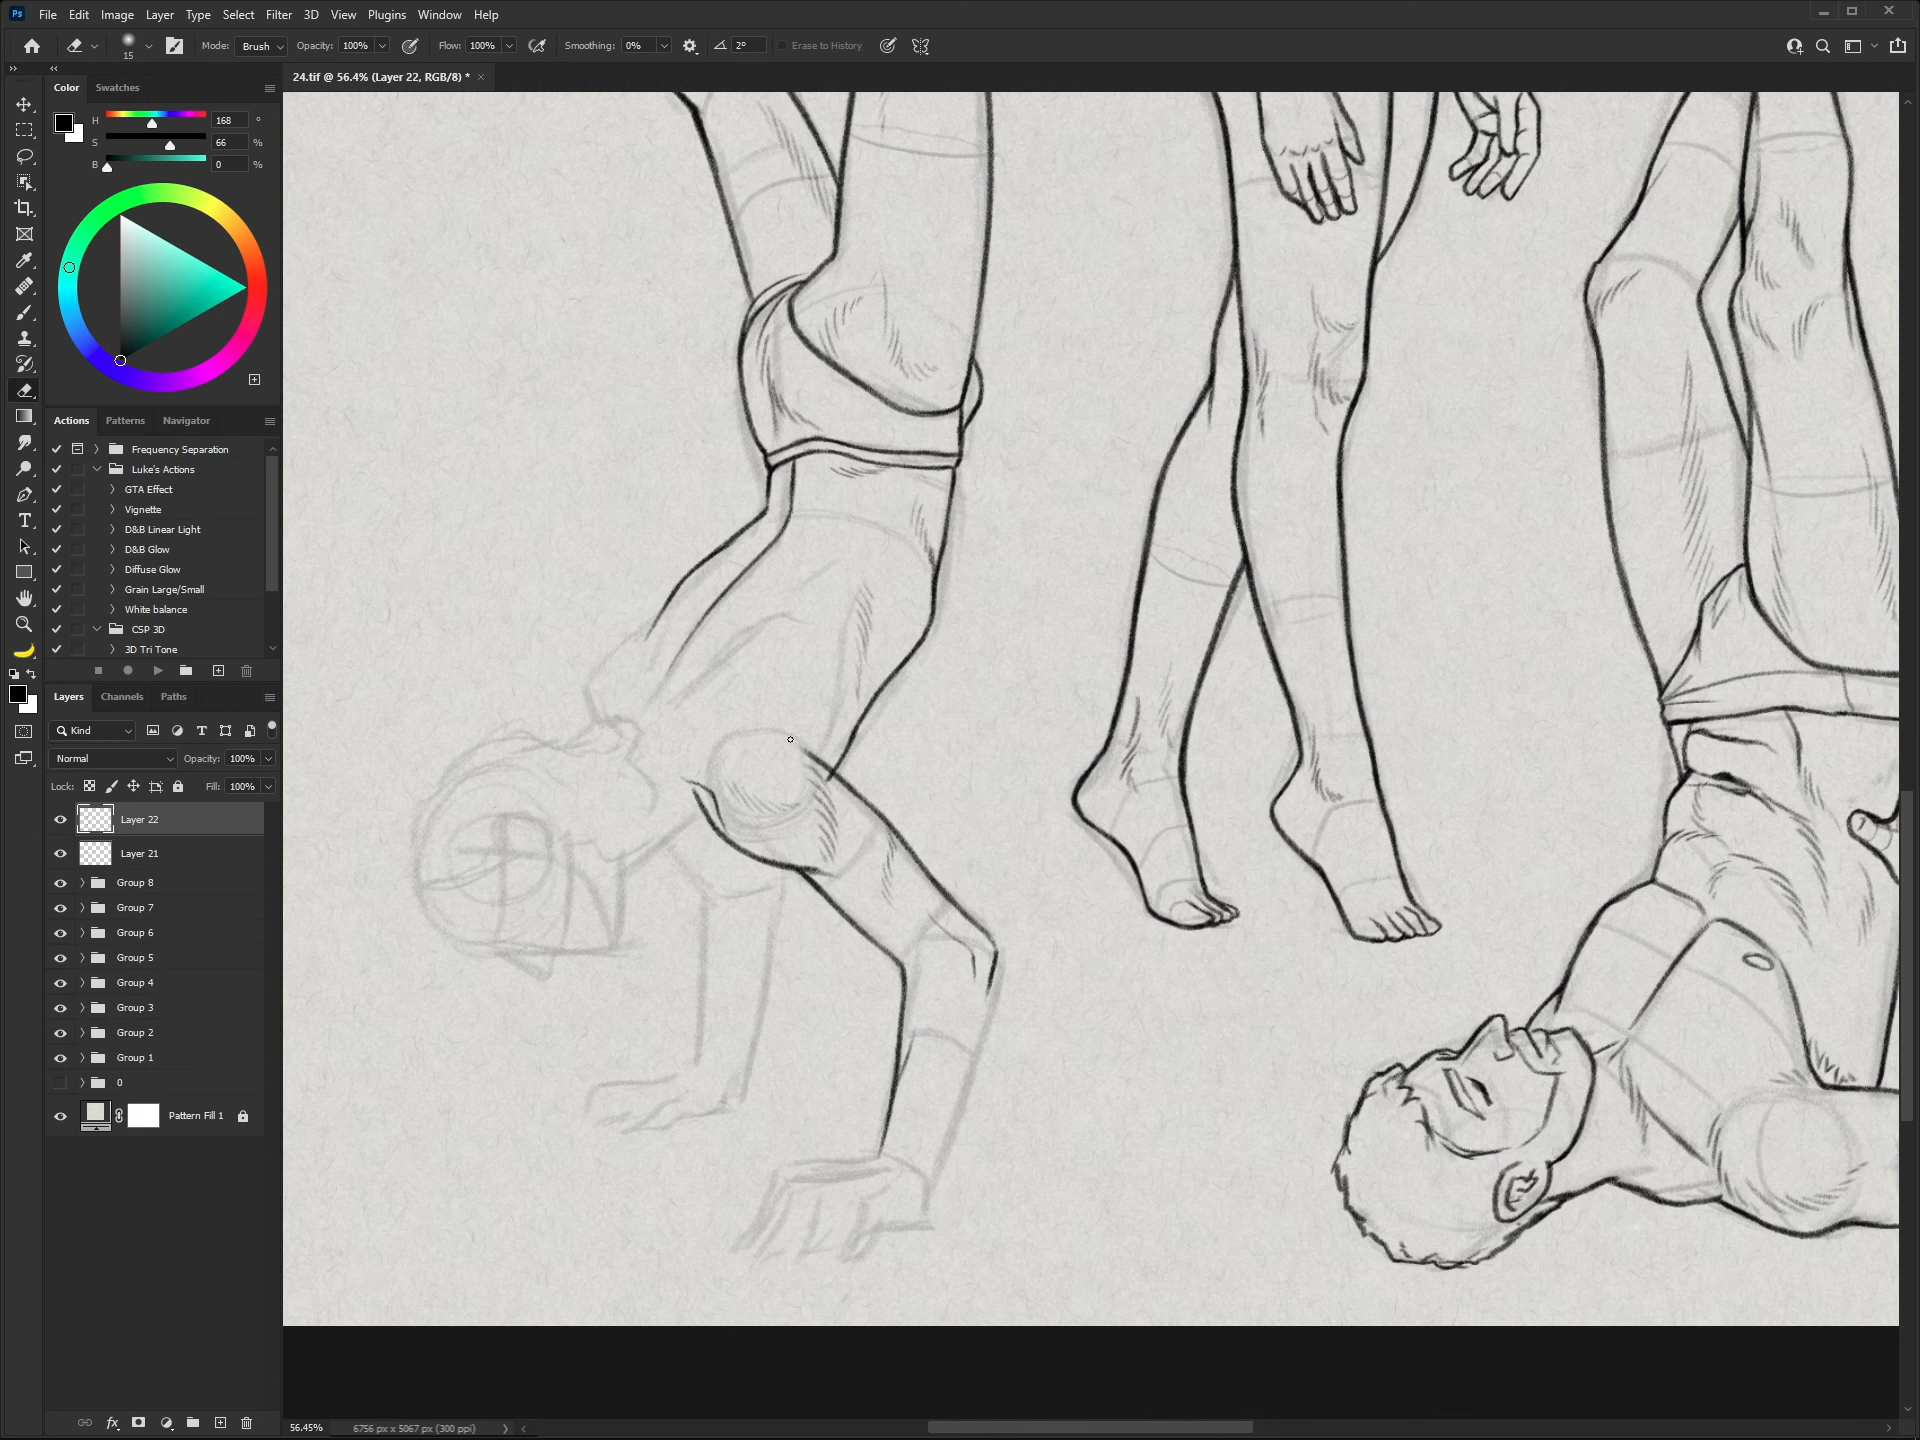 Ps File Edit Image Layer Type Select Filter 3D View Plugins Window Help
15 Mode: Brush Opacity: 100% Flow: 100% Smoothing: 0% 2° Erase to History
24.tif @ 56.4% (Layer 22, RGB/8) *
Color Swatches
H 168 °
S 66 %
B 0 %
Actions Patterns Navigator
Frequency Separation
Luke's Actions
GTA Effect
Vignette
D&B Linear Light
D&B Glow
Diffuse Glow
Grain Large/Small
White balance
CSP 3D
3D Tri Tone
Layers Channels Paths
Kind
Normal Opacity: 100%
Lock: Fill: 100%
Layer 22
Layer 21
Group 8
Group 7
Group 6
Group 5
Group 4
Group 3
Group 2
Group 1
0
Pattern Fill 1
fx
56.45% 6756 px x 5067 px (300 ppi)